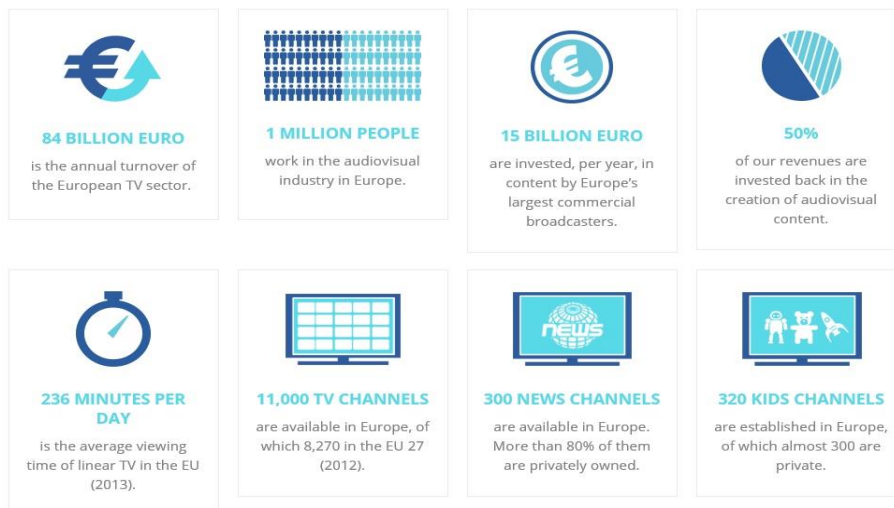 84 BILLION EURO
is the annual turnover of
the European TV sector.
1 MILLION PEOPLE
work in the audiovisual
industry in Europe.
15 BILLION EURO
are invested, per year, in
content by Europe's
largest commercial
broadcasters.
50%
of our revenues are
invested back in the
creation of audiovisual
content.
236 MINUTES PER
DAY
is the average viewing
time of linear TV in the EU
(2013).
11,000 TV CHANNELS
are available in Europe, of
which 8,270 in the EU 27
(2012).
news
300 NEWS CHANNELS
are available in Europe.
More than 80% of them
are privately owned.
320 KIDS CHANNELS
are established in Europe,
of which almost 300 are
private.